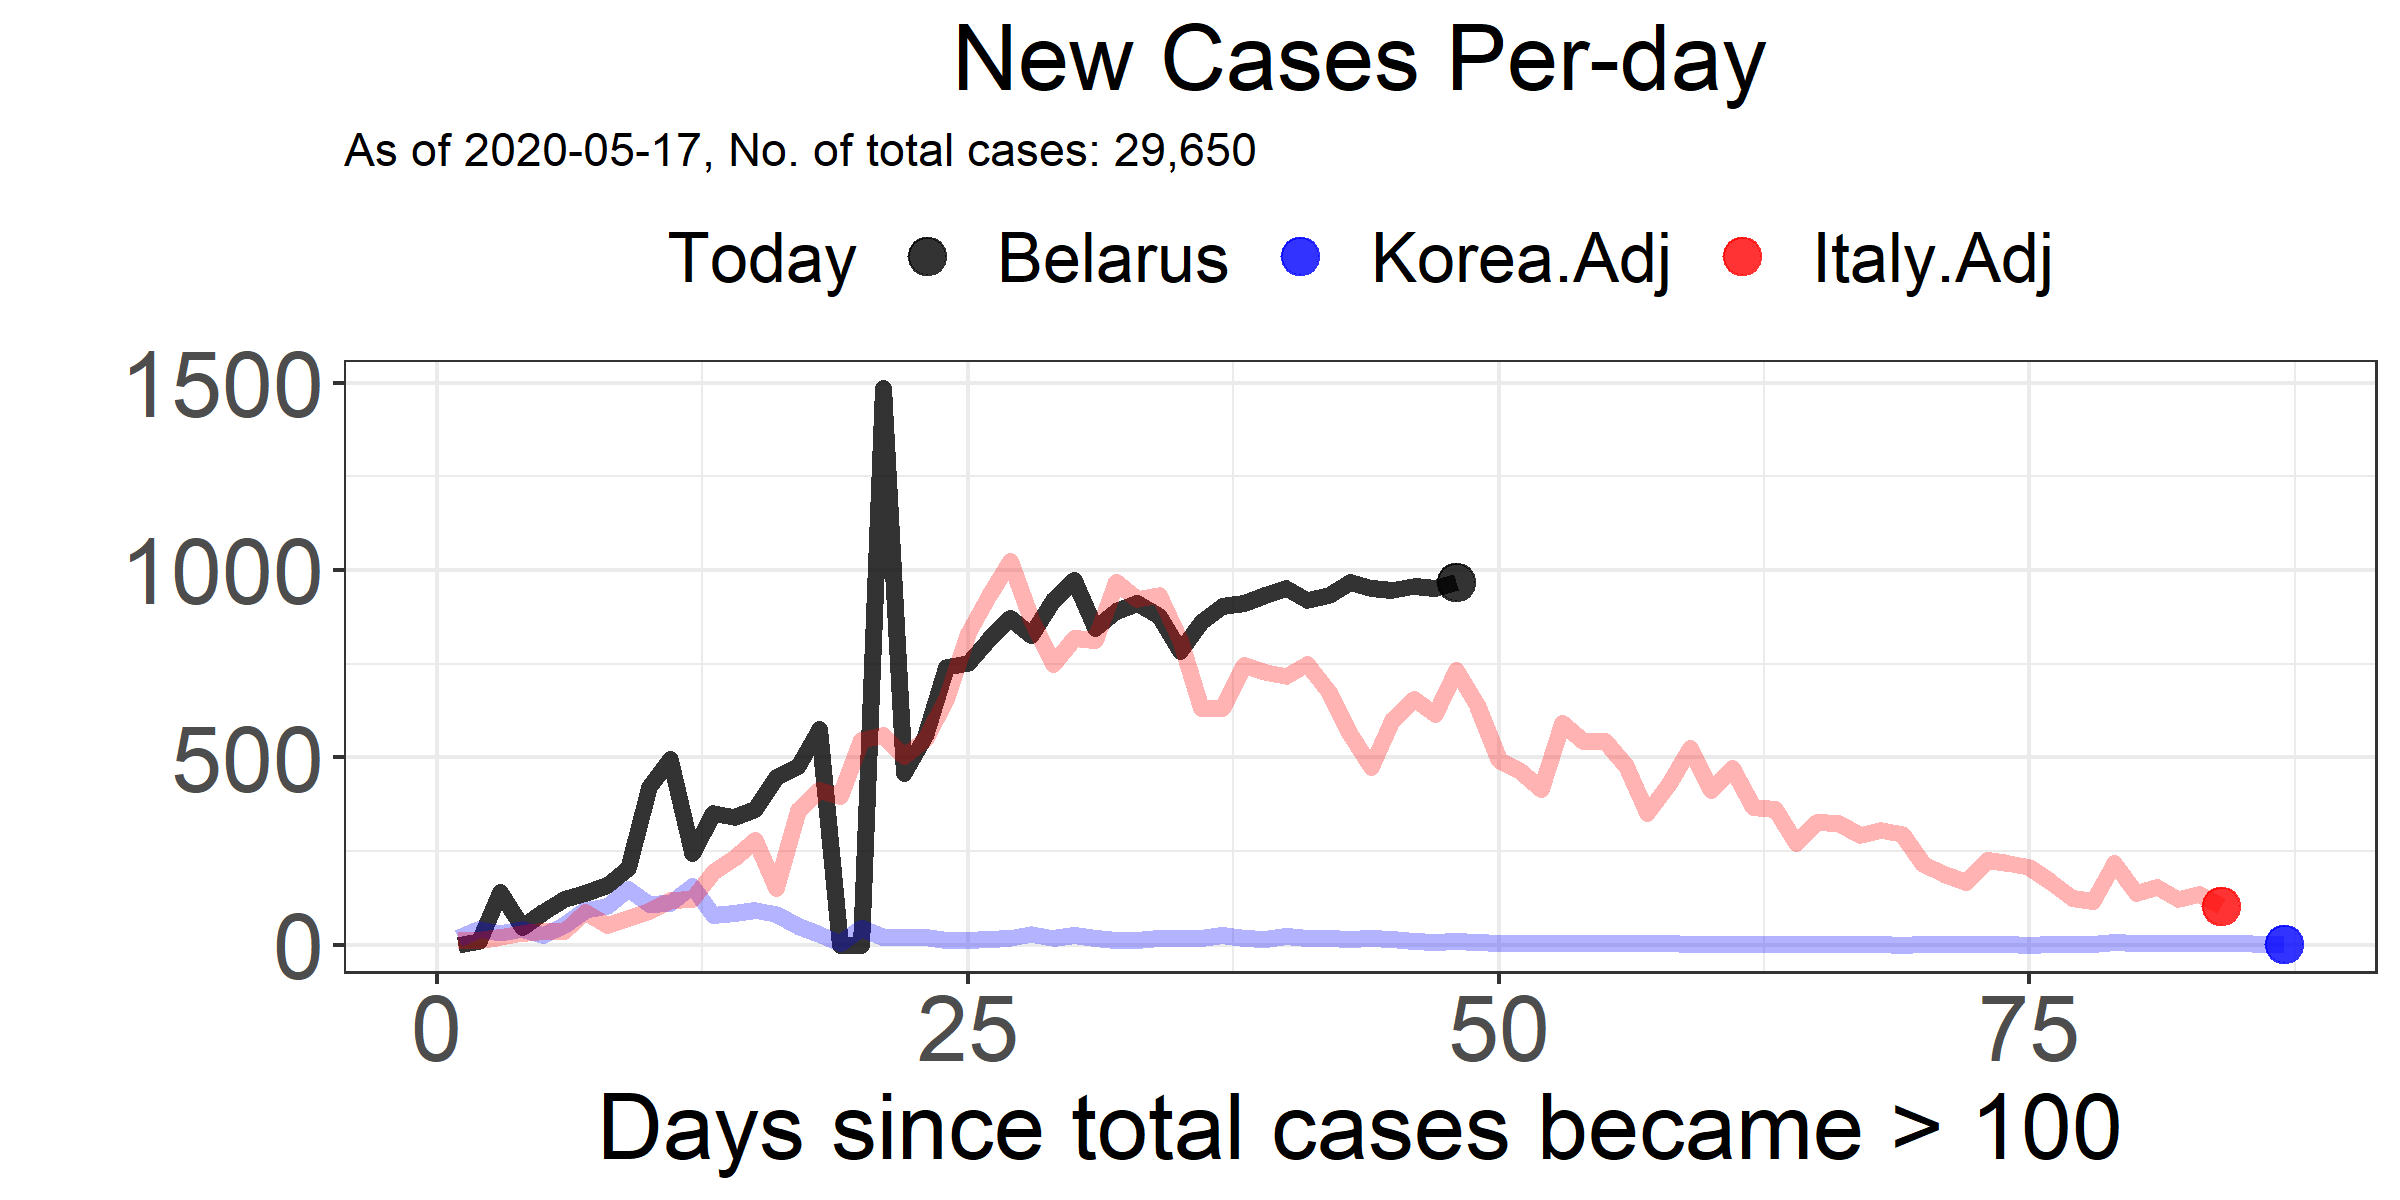 New Cases Per-day
As of 2020-05-17, No. of total cases: 29,650
Today Belarus Korea.Adj Italy.Adj
1500
1000
500
0
0 25 50 75
Days since total cases became > 100